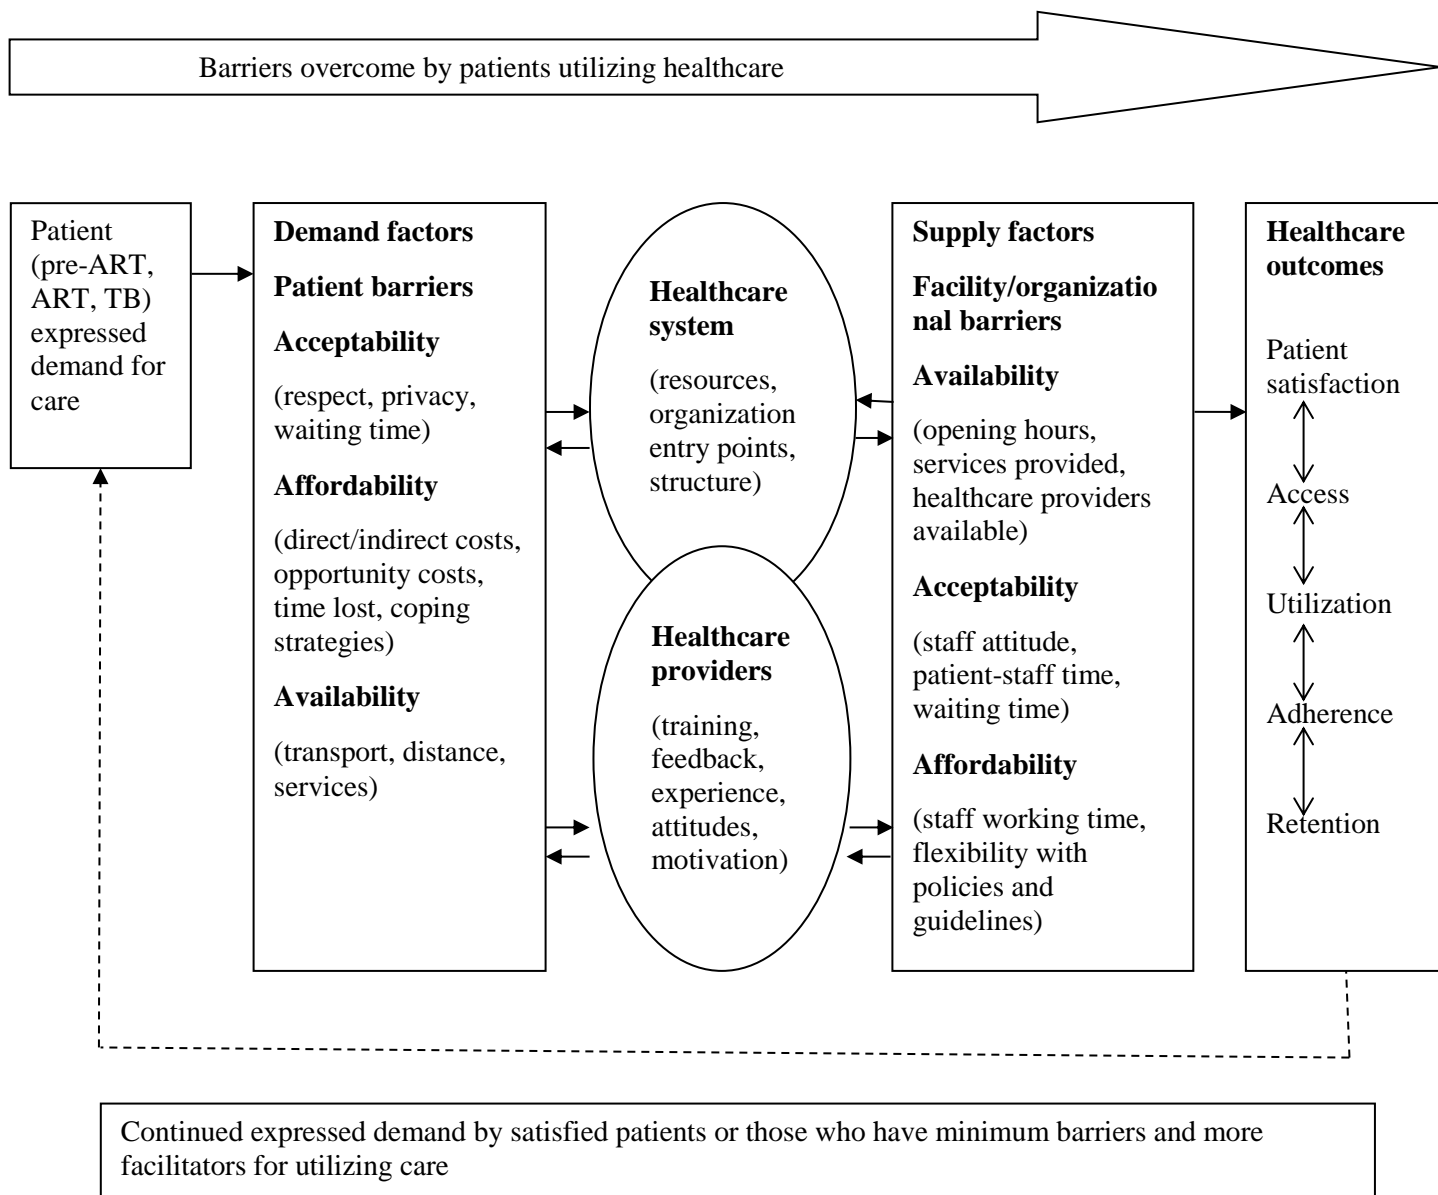 Barriers overcome by patients utilizing healthcare
Patient
(pre-ART,
ART, TB)
expressed
demand for
care
Demand factors
Patient barriers
Acceptability
(respect, privacy,
waiting time)
Affordability
(direct/indirect costs,
opportunity costs,
time lost, coping
strategies)
Availability
(transport, distance,
services)
Healthcare
system
(resources,
organization
entry points,
structure)
Healthcare
providers
(training,
feedback,
experience,
attitudes,
motivation)
Supply factors
Facility/organizatio
nal barriers
Availability
(opening hours,
services provided,
healthcare providers
available)
Acceptability
(staff attitude,
patient-staff time,
waiting time)
Affordability
(staff working time,
flexibility with
policies and
guidelines)
Healthcare
outcomes
Patient
satisfaction
Access
Utilization
Adherence
Retention
Continued expressed demand by satisfied patients or those who have minimum barriers and more
facilitators for utilizing care